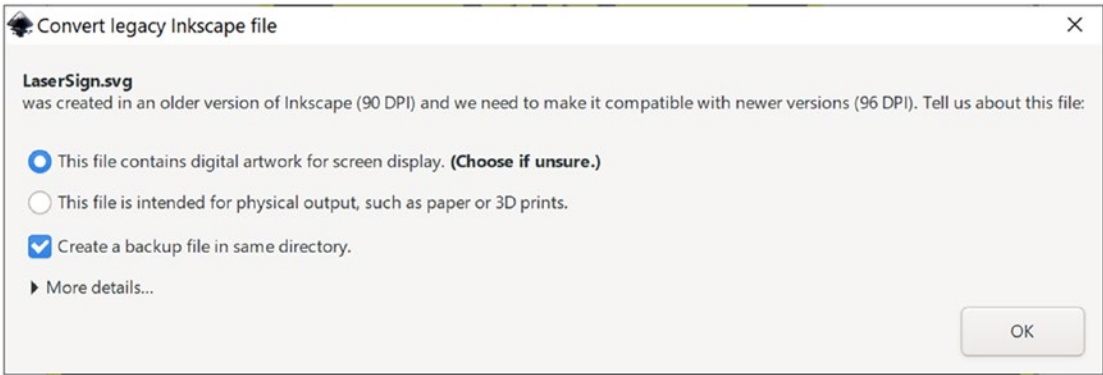 Convert legacy Inkscape file
LaserSign.svg
was created in an older version of Inkscape (90 DPI) and we need to make it compatible with newer versions (96 DPI). Tell us about this file:
This file contains digital artwork for screen display. (Choose if unsure.)
This file is intended for physical output, such as paper or 3D prints.
Create a backup file in same directory.
More details...
OK